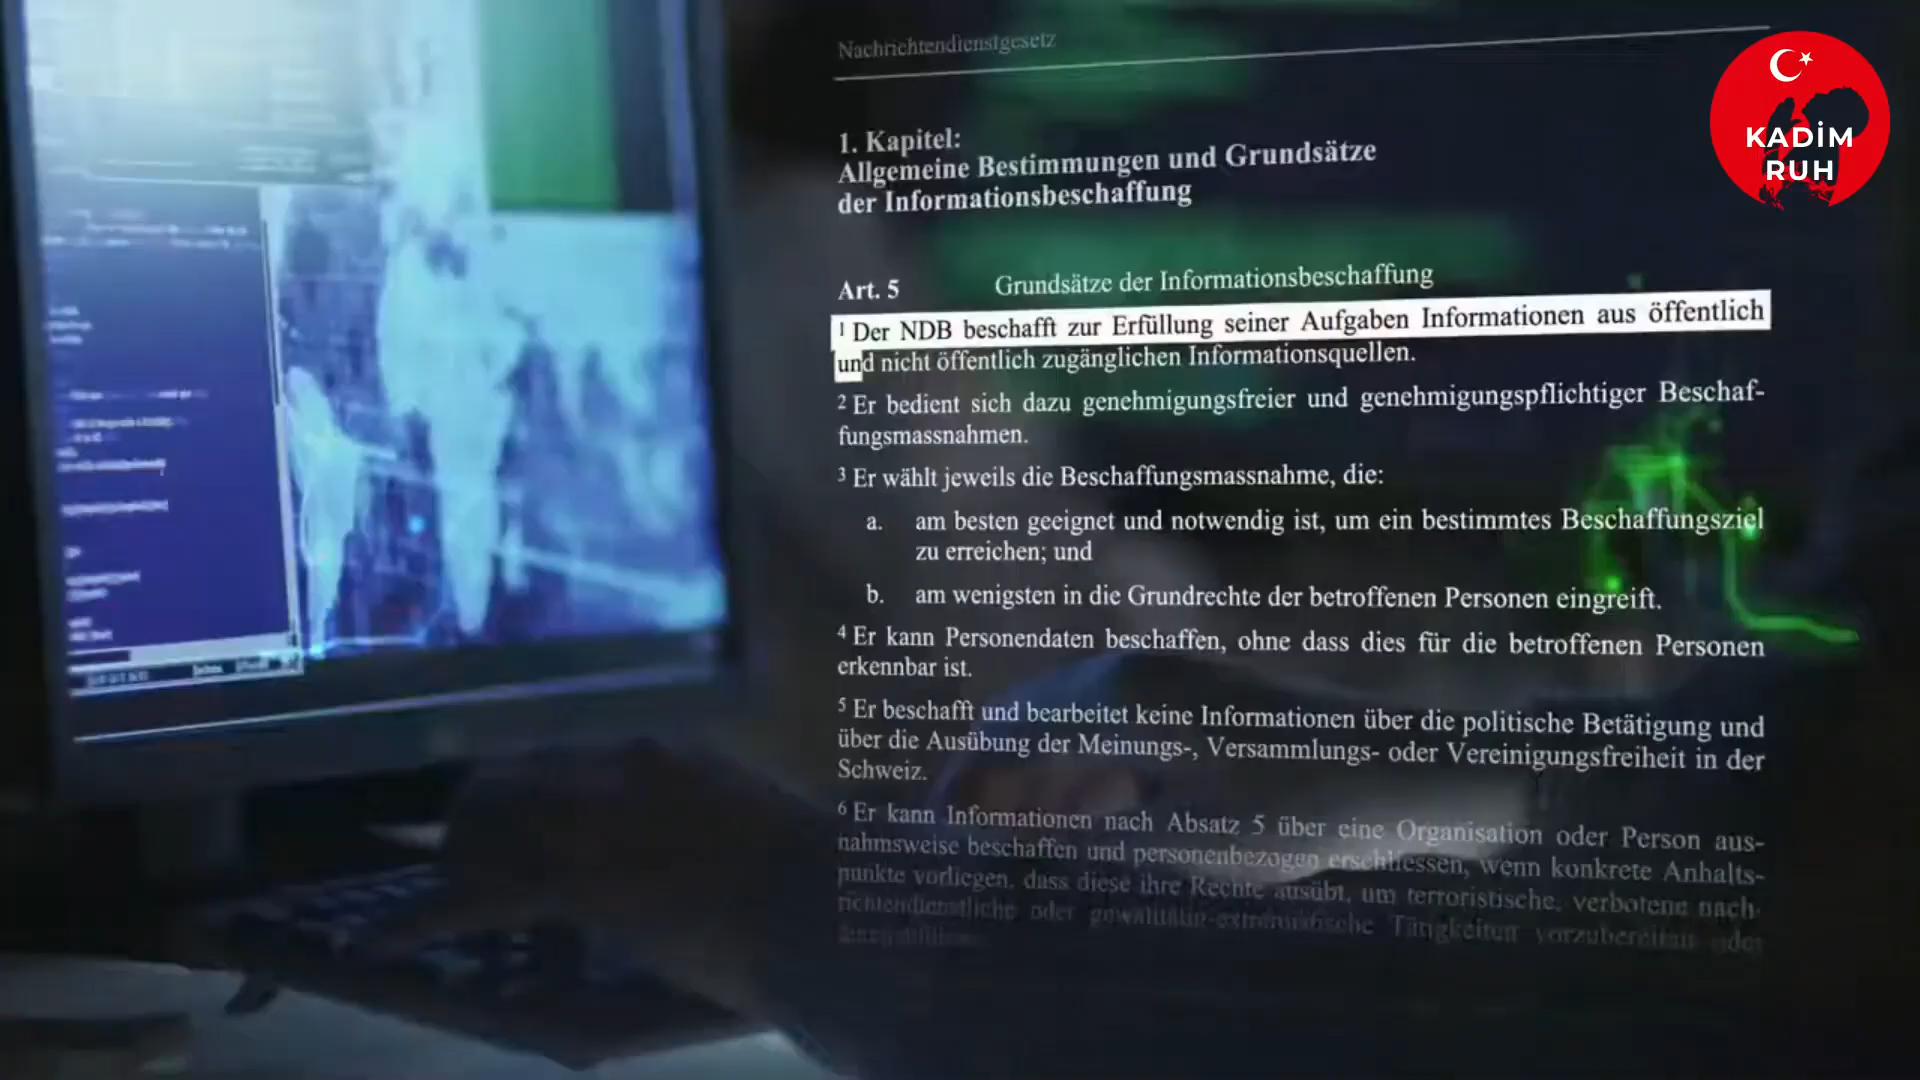 Nachrichtendienstgesetz
KADİM
RUH
1. Kapitel:
Allgemeine Bestimmungen und Grundsätze
der Informationsbeschaffung
Art. 5 Grundsätze der Informationsbeschaffung
1 Der NDB beschafft zur Erfüllung seiner Aufgaben Informationen aus öffentlich
und nicht öffentlich zugänglichen Informationsquellen.
2 Er bedient sich dazu genehmigungsfreier und genehmigungspflichtiger Beschaf-
fungsmassnahmen.
3 Er wählt jeweils die Beschaffungsmassnahme, die:
a. am besten geeignet und notwendig ist, um ein bestimmtes Beschaffungsziel
zu erreichen; und
b. am wenigsten in die Grundrechte der betroffenen Personen eingreift.
4 Er kann Personendaten beschaffen, ohne dass dies für die betroffenen Personen
erkennbar ist.
5 Er beschafft und bearbeitet keine Informationen über die politische Betätigung und
über die Ausübung der Meinungs-, Versammlungs- oder Vereinigungsfreiheit in der
Schweiz.
6 Er kann Informationen nach Absatz 5 über eine Organisation oder Person aus-
nahmsweise beschaffen und personenbezogen erschliessen, wenn konkrete Anhalts-
punkte vorliegen, dass diese ihre Rechte ausübt, um terroristische, verbotene nach-
richtendienstliche oder gewalttätig-extremistische Tätigkeiten vorzubereiten oder